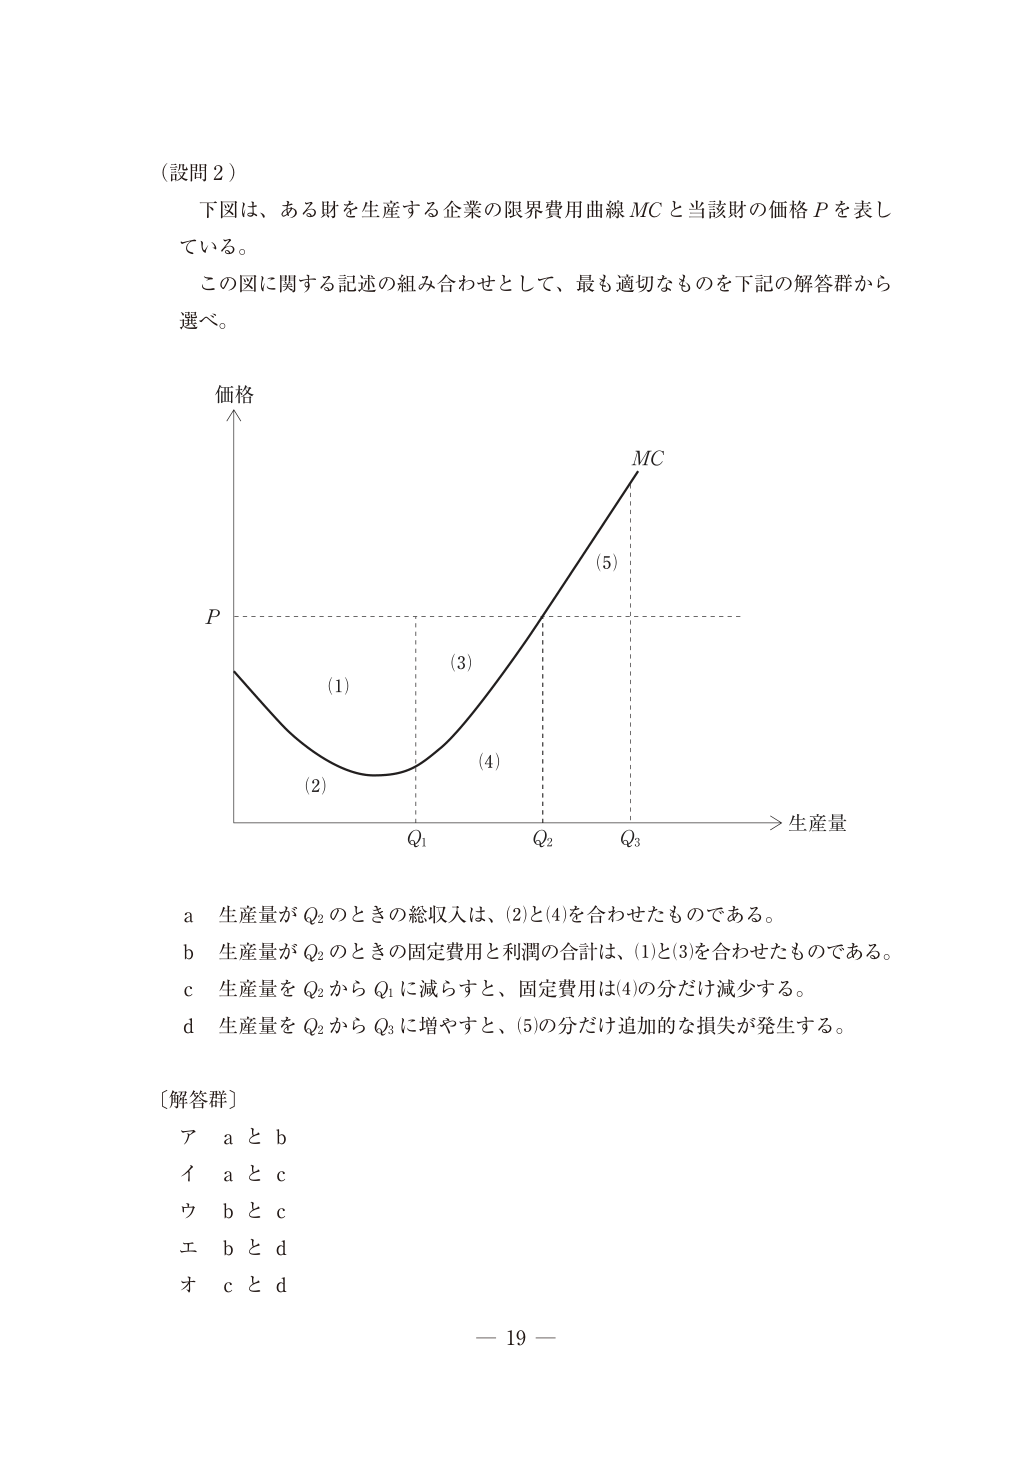 （設問2）
下図は、ある財を生産する企業の限界費用曲線 MC と当該財の価格 P を表し
ている。
この図に関する記述の組み合わせとして、最も適切なものを下記の解答群から
選べ。
価格
MC
(5)
P
(3)
(1)
(4)
(2)
生産量
Q1 Q2 Q3
a 生産量が Q2 のときの総収入は、(2)と(4)を合わせたものである。
b 生産量が Q2 のときの固定費用と利潤の合計は、(1)と(3)を合わせたものである。
c 生産量を Q2 から Q1 に減らすと、固定費用は(4)の分だけ減少する。
d 生産量を Q2 から Q3 に増やすと、(5)の分だけ追加的な損失が発生する。
〔解答群〕
ア a と b
イ a と c
ウ b と c
エ b と d
オ c と d
— 19 —